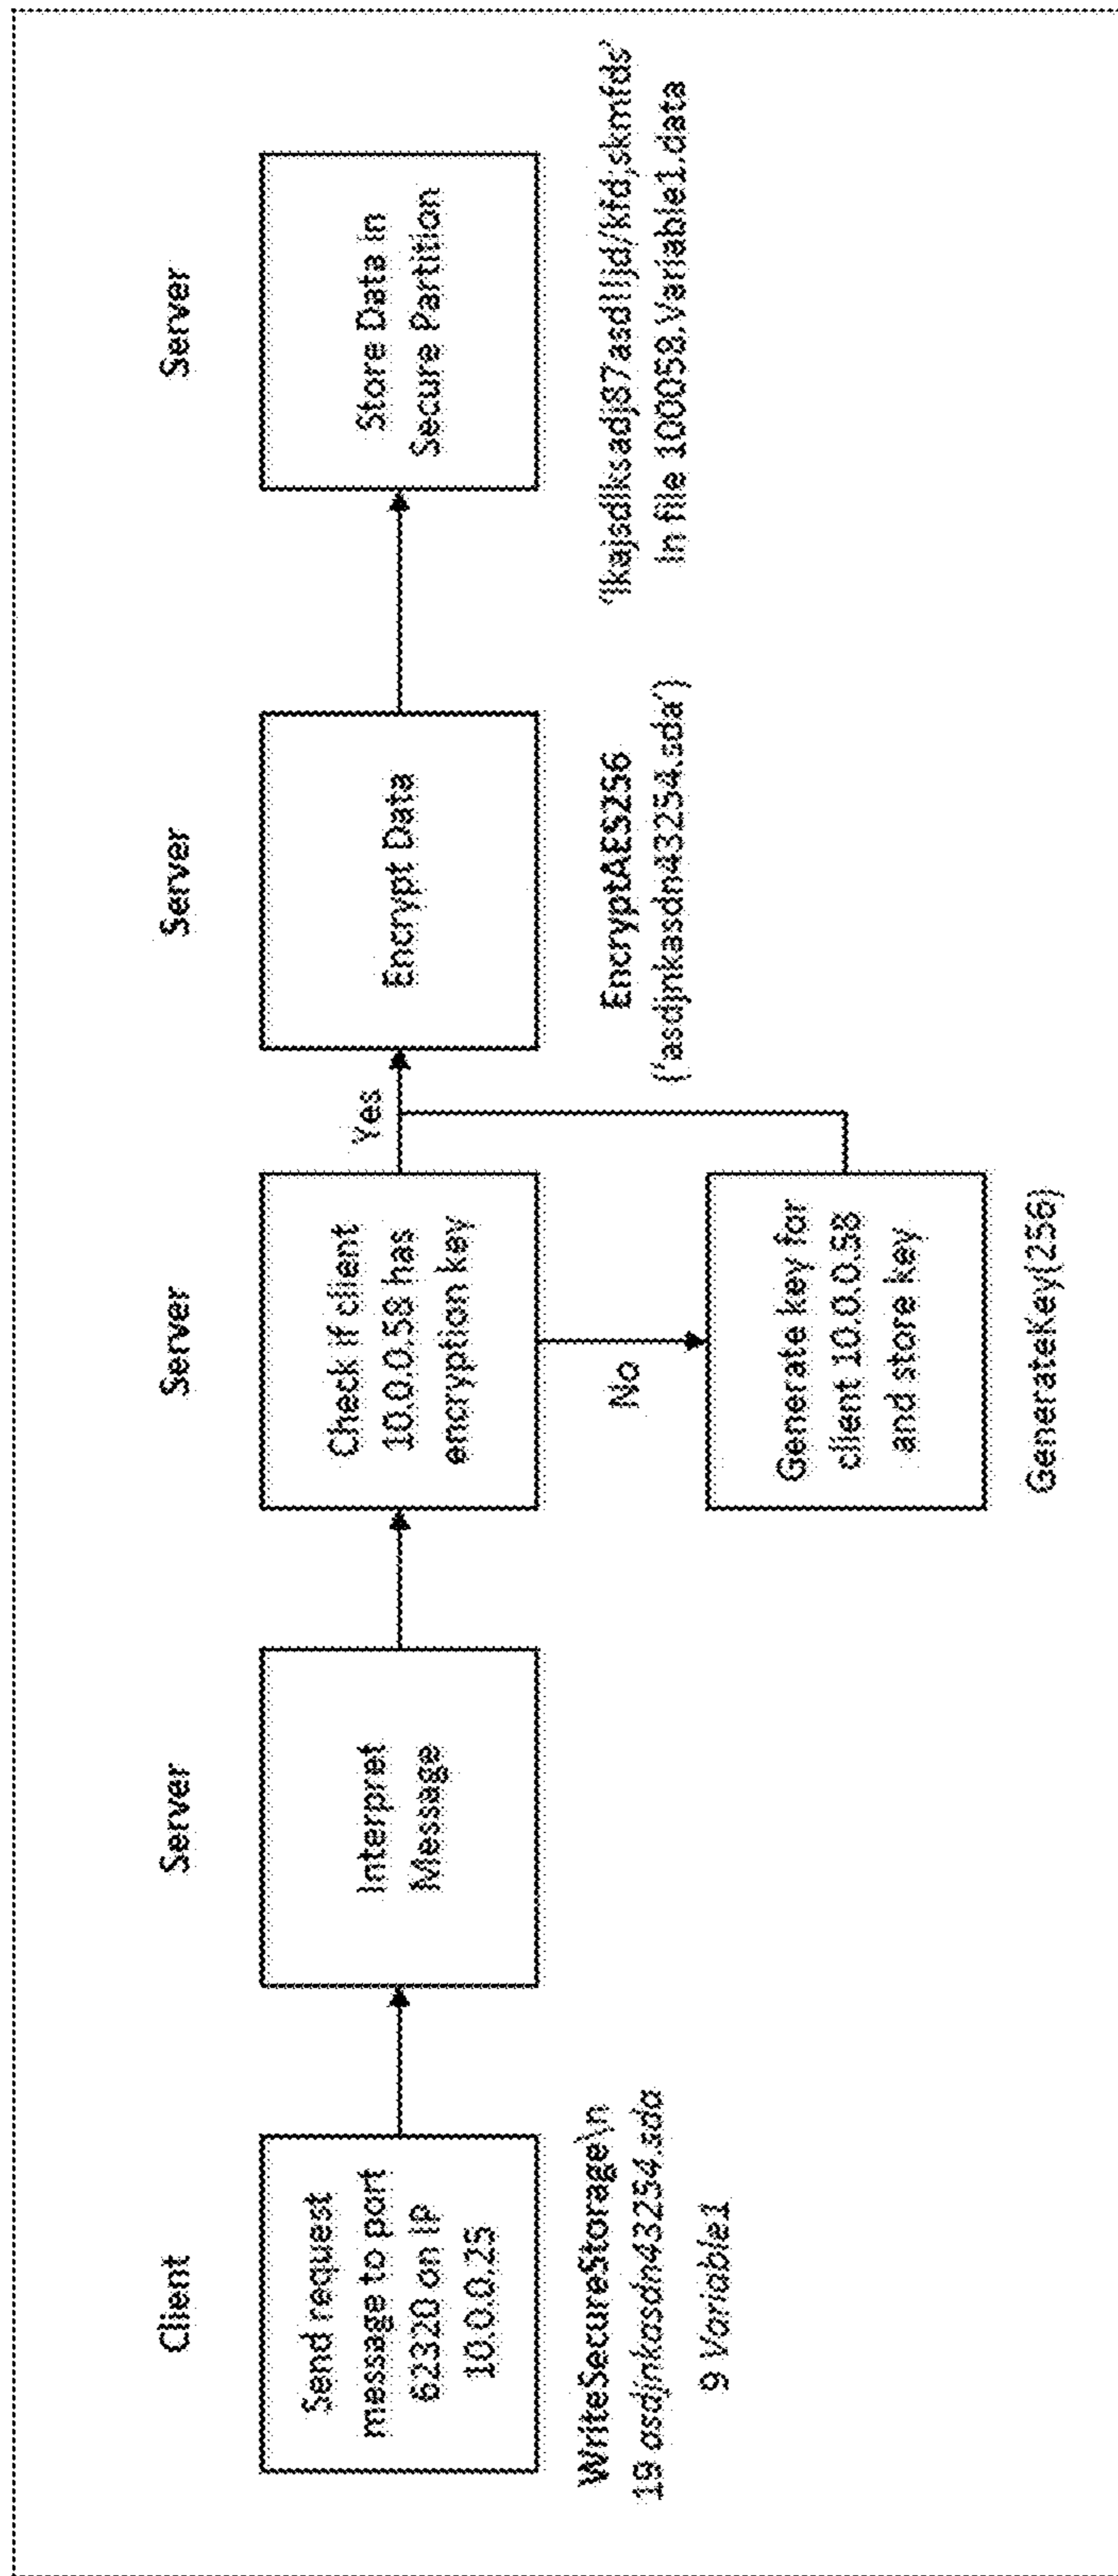 Client
Send request
message to port
62320 on IP
10.0.0.25
WriteSecureStorage\n
19 asdjnkasdn43254.sda
9 Variable1
Server
Interpret
Message
Server
Check if client
10.0.0.58 has
encryption key
Yes
No
Generate key for
client 10.0.0.58
and store key
GenerateKey(256)
Server
Encrypt Data
EncryptAES256
('asdjnkasdn43254.sda')
Server
Store Data in
Secure Partition
In file 100058.Variable1.data